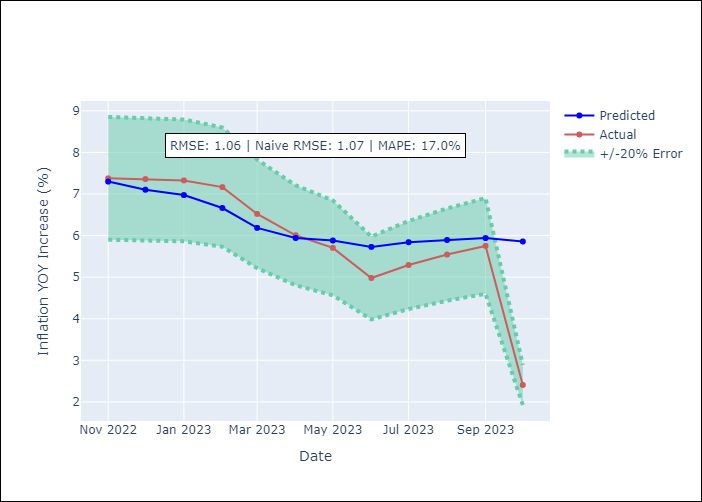 RMSE: 1.06 | Naive RMSE: 1.07 | MAPE: 17.0%
Predicted
Actual
+/-20% Error
Inflation YOY Increase (%)
9
8
7
6
5
4
3
2
Nov 2022 Jan 2023 Mar 2023 May 2023 Jul 2023 Sep 2023
Date